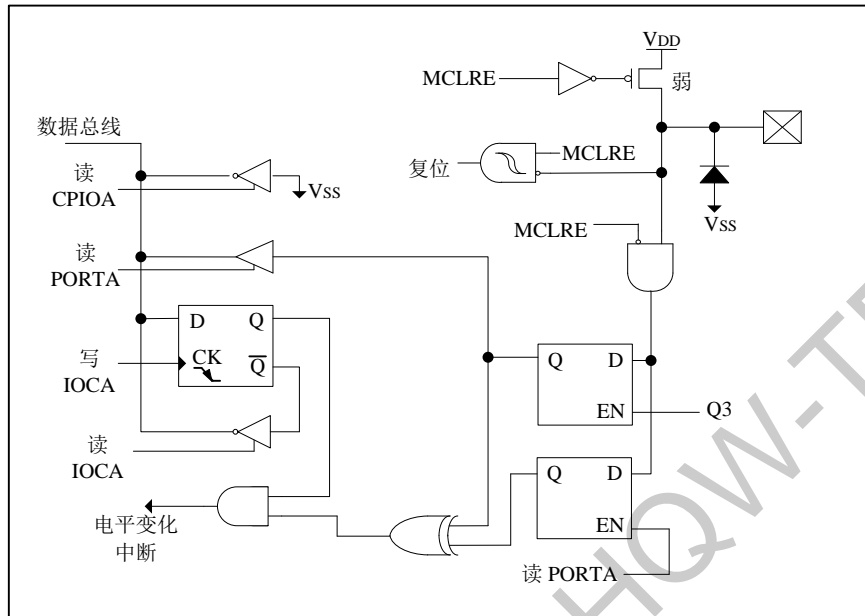 VDD
MCLRE
弱
数据总线
复位
MCLRE
读
CPIOA
VSS
VSS
MCLRE
读
PORTA
D Q
写
IOCA
CK
Q
Q D
EN
Q3
读
IOCA
Q D
EN
电平变化
中断
读 PORTA
HQW-T